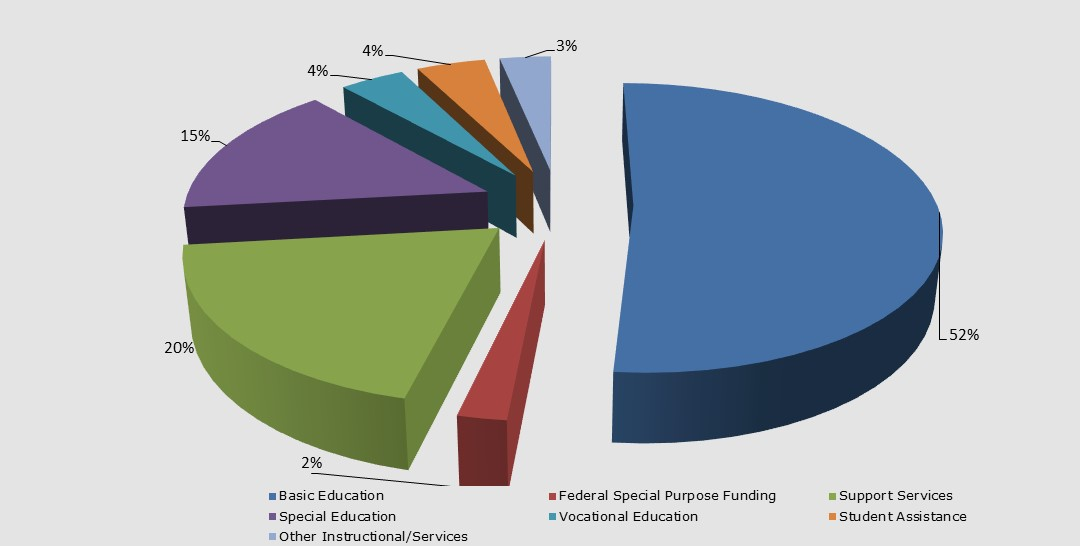 3%
4%
4%
15%
52%
20%
2%
Basic Education
Federal Special Purpose Funding
Support Services
Special Education
Vocational Education
Student Assistance
Other Instructional/Services